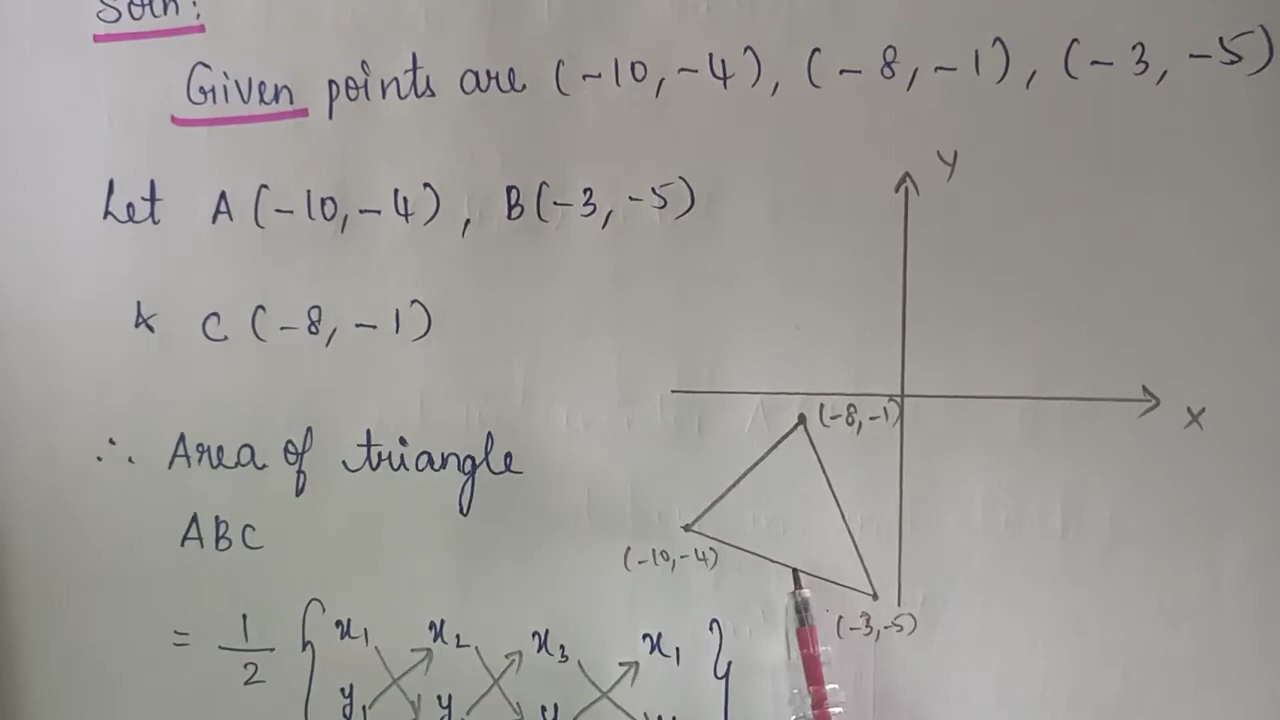 Soln:
Given points are (-10,-4), (-8,-1), (-3,-5)
Y
Let A(-10,-4), B(-3,-5)
& C(-8,-1)
X
(-8,-1)
∴ Area of triangle
ABC
(-10,-4)
(-3,-5)
= 1/2 { x₁ x₂ x₃ x₁ }
y₁ y y